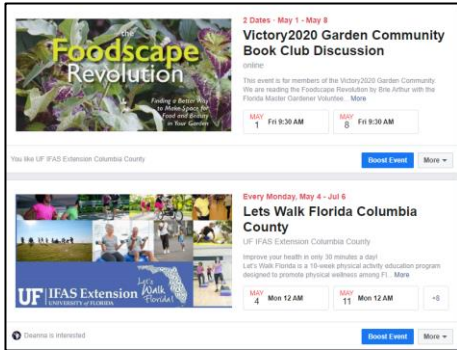 the
Foodscape
Revolution
Finding a Better Way
to Make Space for
Food and Beauty
in Your Garden
2 Dates · May 1 - May 8
Victory2020 Garden Community
Book Club Discussion
online
This event is for members of the Victory2020 Garden Community
We are reading the Foodscape Revolution by Brie Arthur with the
Florida Master Gardener Voluntee... More
MAY
1
Fri 9:30 AM
MAY
8
Fri 9:30 AM
You like UF IFAS Extension Columbia County
Boost Event
More
Every Monday, May 4 - Jul 6
Lets Walk Florida Columbia
County
UF IFAS Extension Columbia County
Improve your health in only 30 minutes a day!
Let's Walk Florida is a 10-week physical activity education program
designed to promote physical wellness among Fl... More
UF IFAS Extension
UNIVERSITY of FLORIDA
Let's
Walk
Florida!
MAY
4
Mon 12 AM
MAY
11
Mon 12 AM
+8
Deanna is interested
Boost Event
More